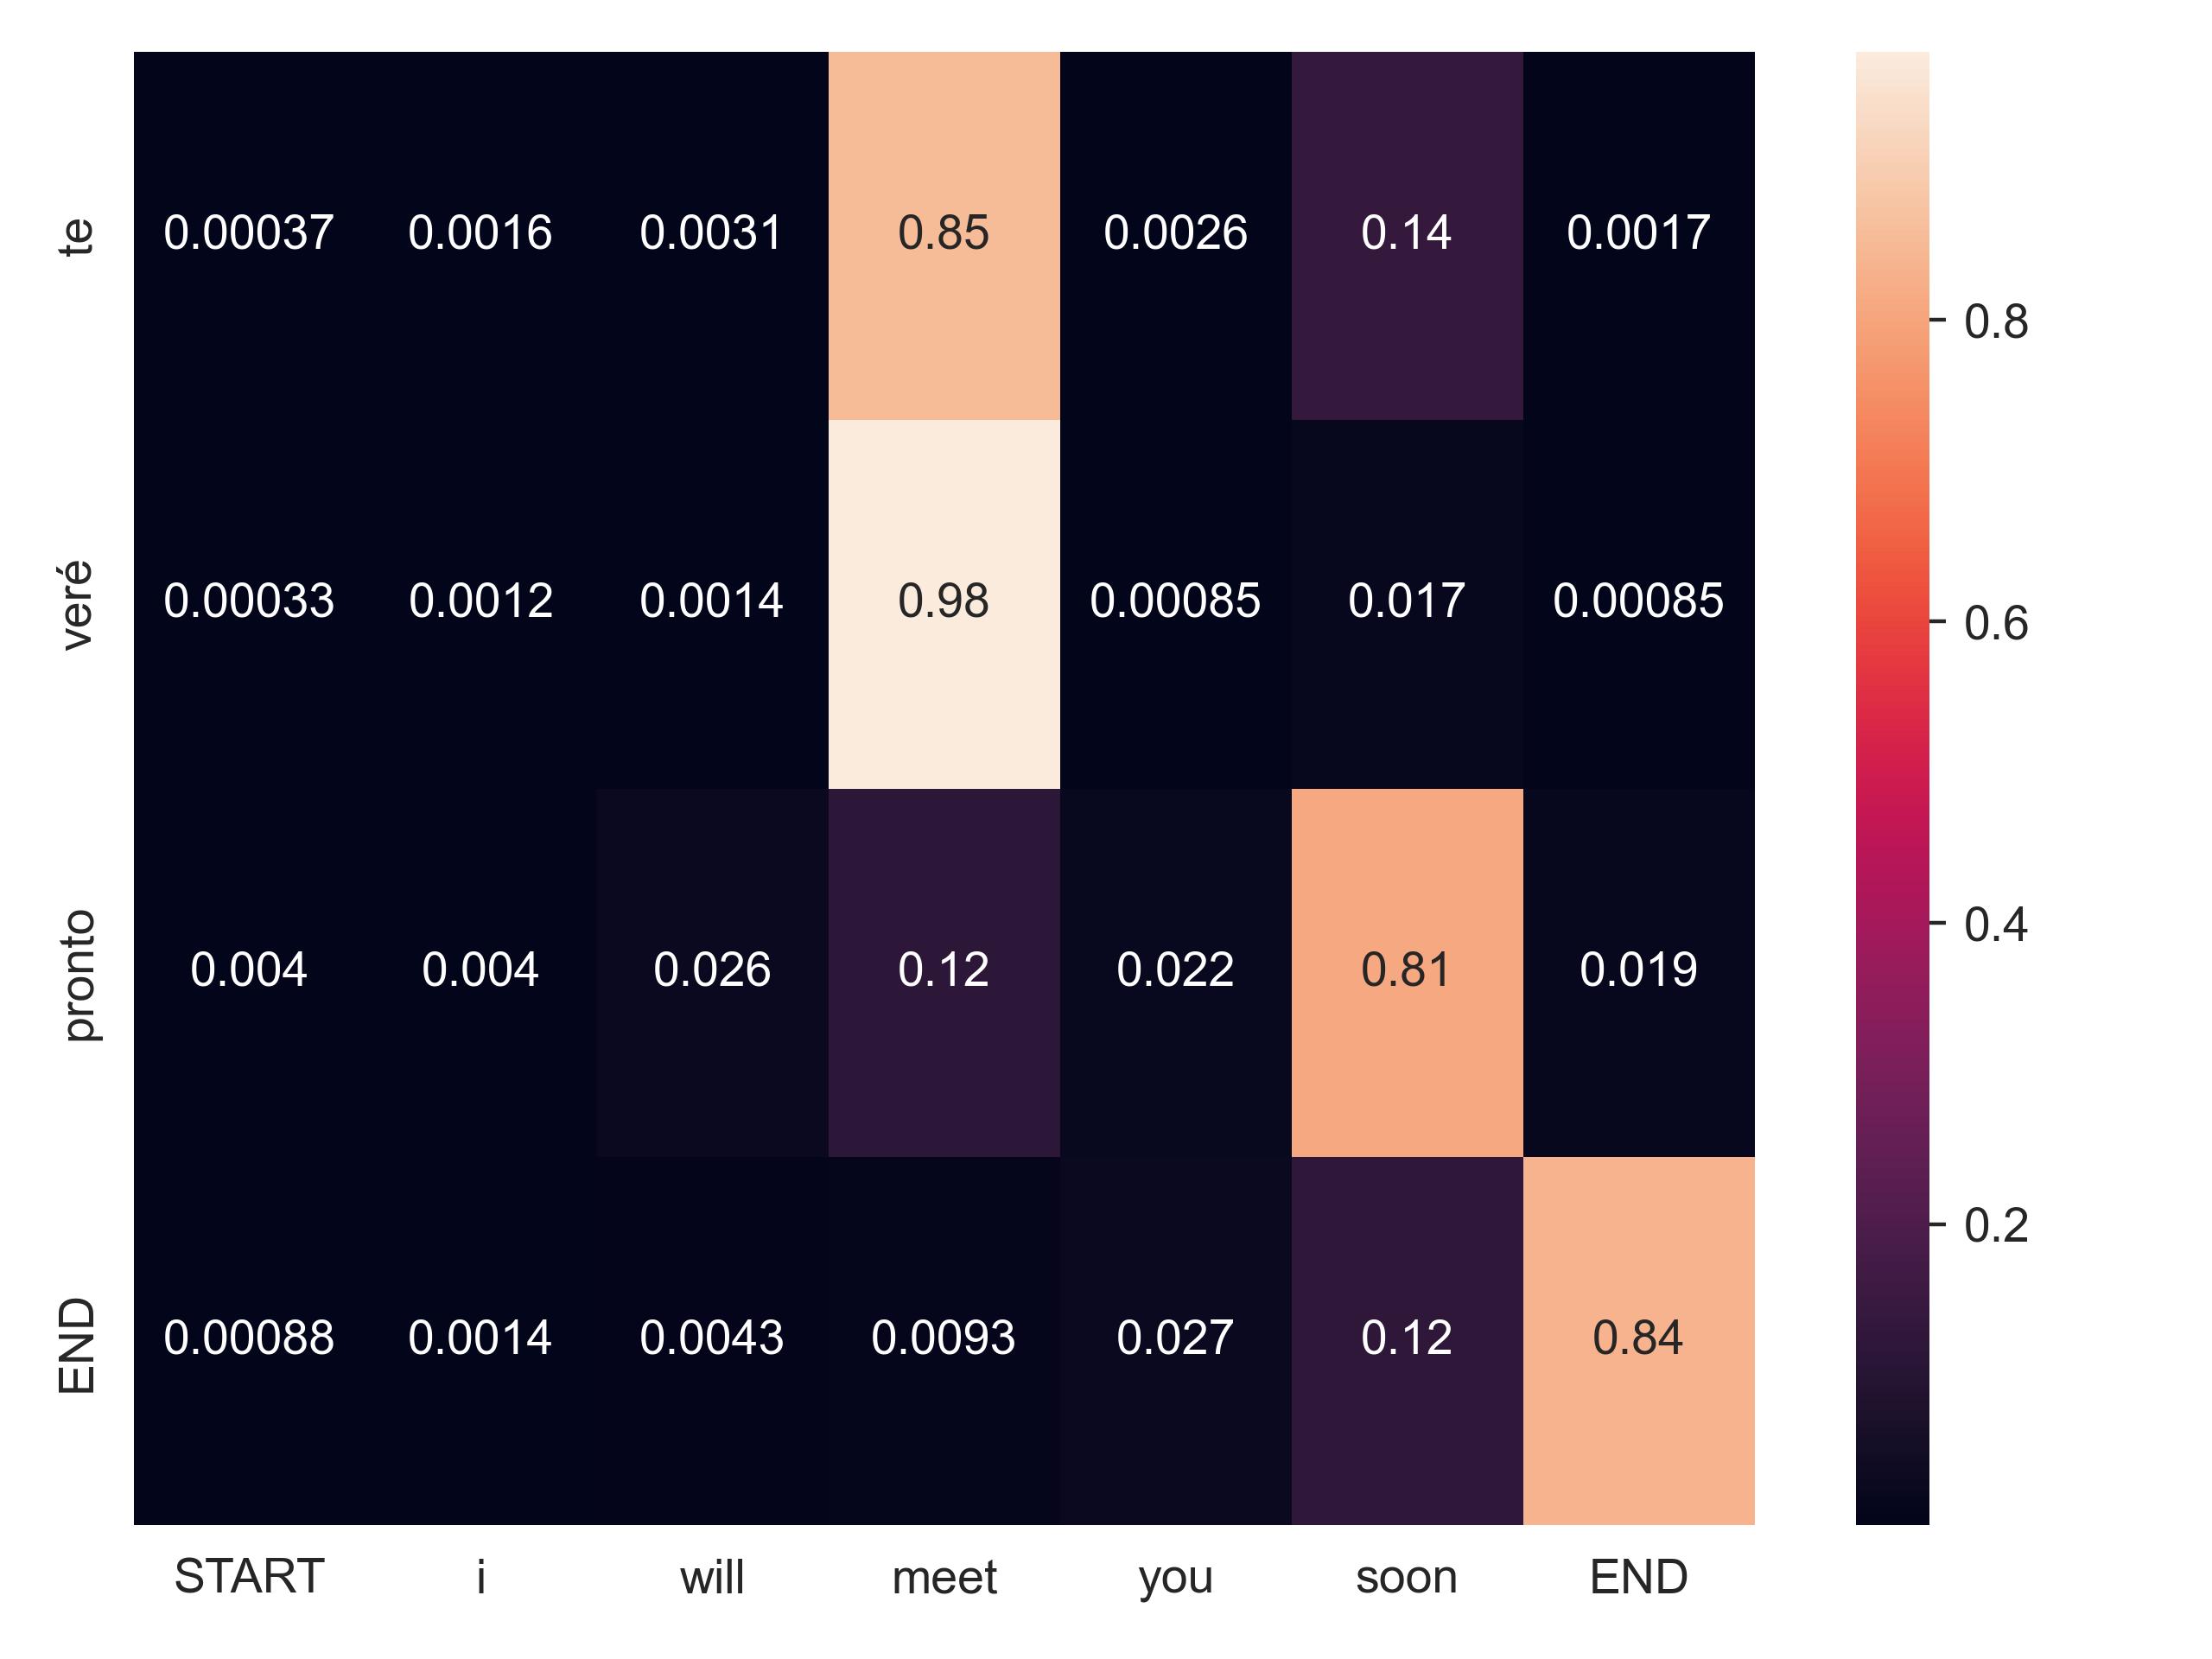 te 0.00037 0.0016 0.0031 0.85 0.0026 0.14 0.0017
veré 0.00033 0.0012 0.0014 0.98 0.00085 0.017 0.00085
pronto 0.004 0.004 0.026 0.12 0.022 0.81 0.019
END 0.00088 0.0014 0.0043 0.0093 0.027 0.12 0.84
START i will meet you soon END
0.8
0.6
0.4
0.2